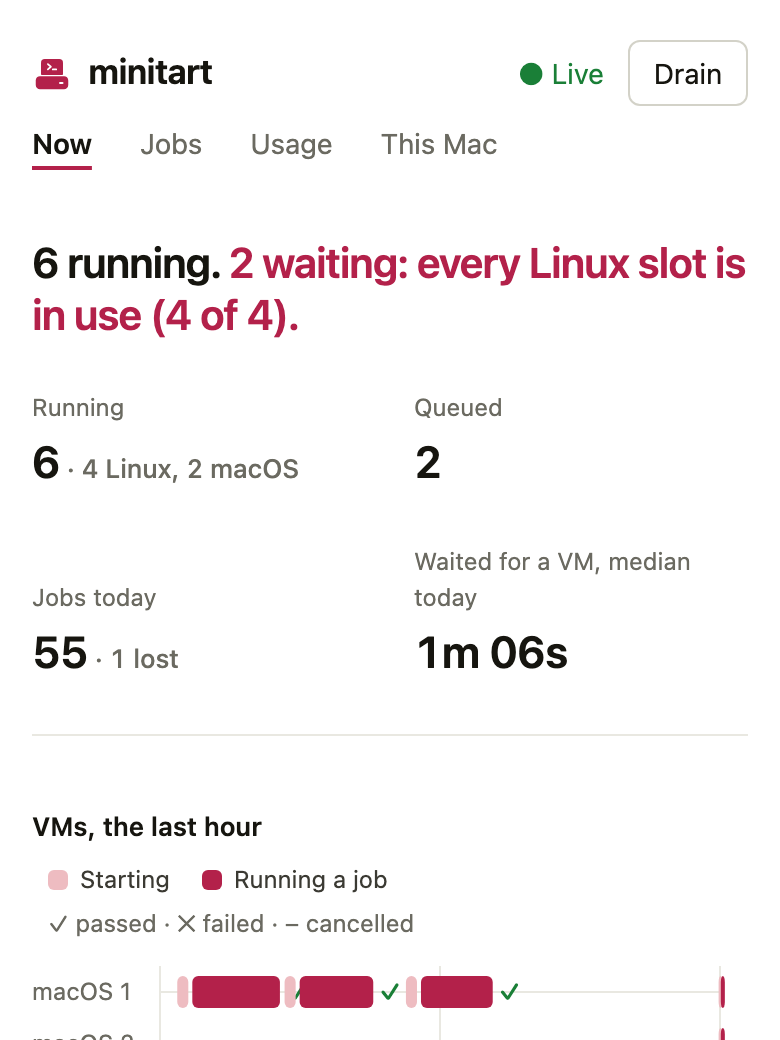 minitart
Live
Drain
Now
Jobs
Usage
This Mac
6 running. 2 waiting: every Linux slot is
in use (4 of 4).
Running
Queued
6 · 4 Linux, 2 macOS
2
Jobs today
Waited for a VM, median
today
55 · 1 lost
1m 06s
VMs, the last hour
Starting
Running a job
✓ passed · ✕ failed · – cancelled
macOS 1